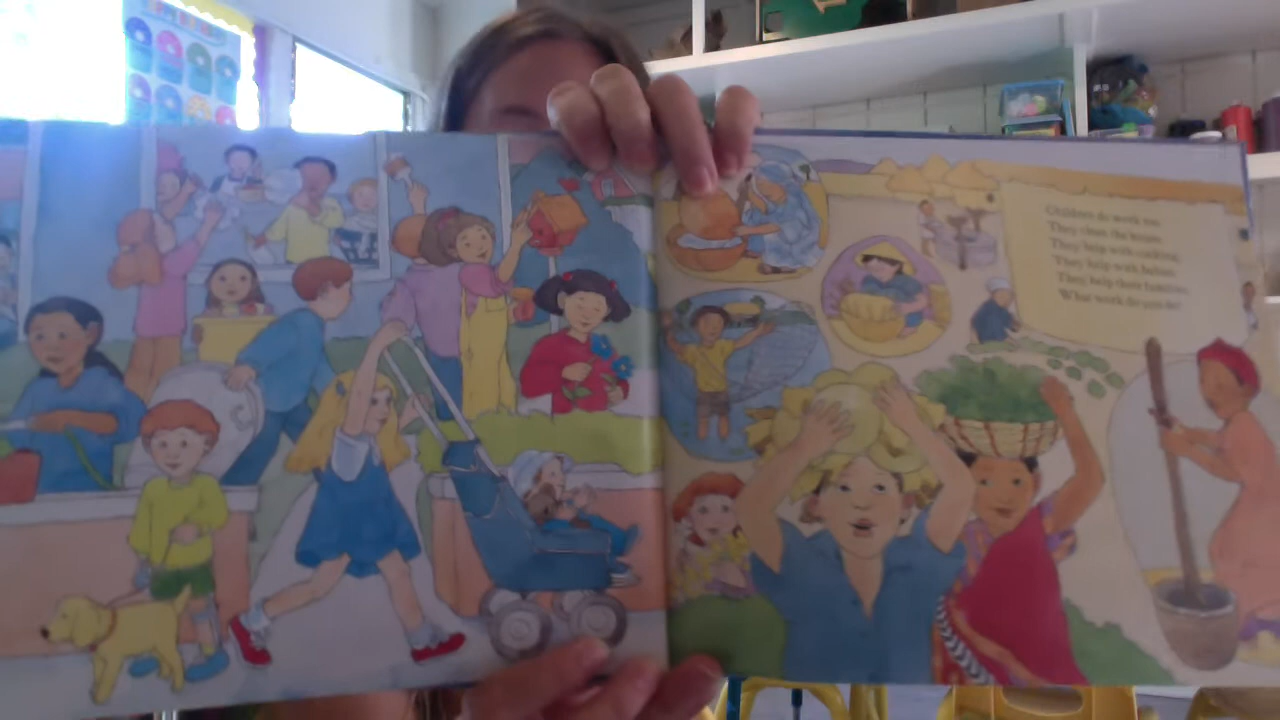 Children do work too.
They clean the house.
They help with cooking.
They help with babies.
They help their families.
What work do you do?